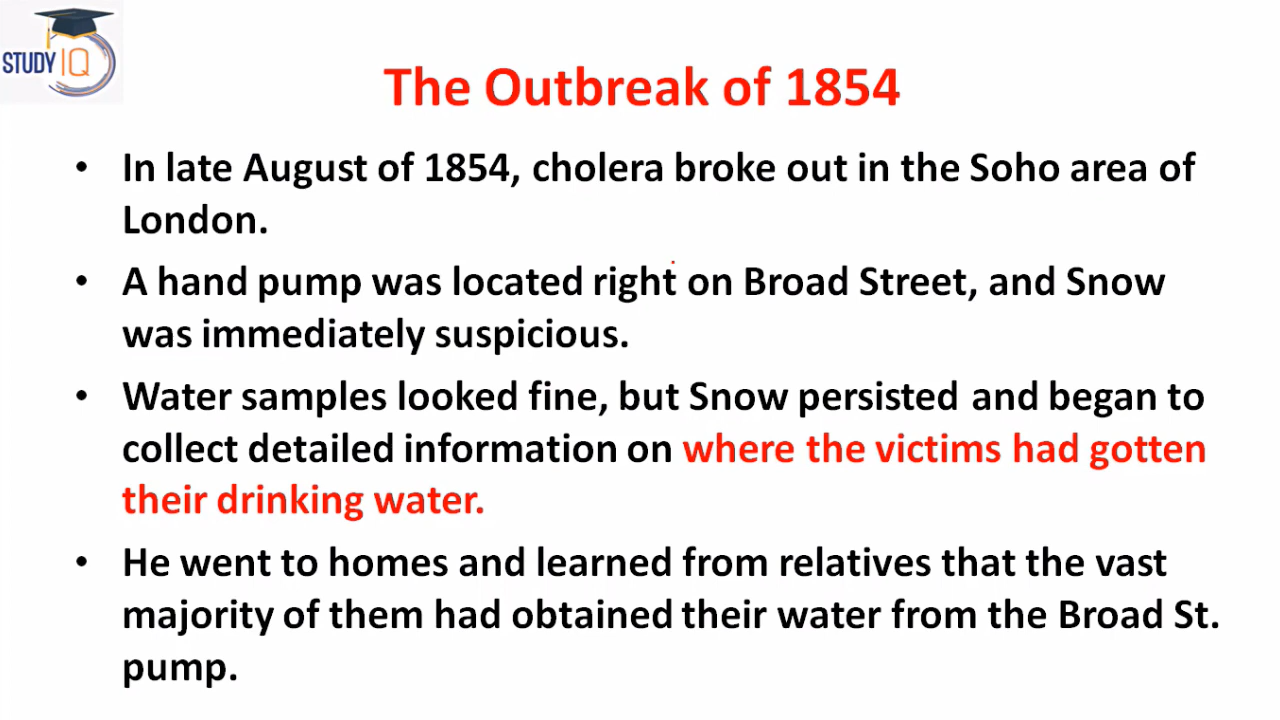 STUDY IQ
The Outbreak of 1854
• In late August of 1854, cholera broke out in the Soho area of
London.
• A hand pump was located right on Broad Street, and Snow
was immediately suspicious.
• Water samples looked fine, but Snow persisted and began to
collect detailed information on where the victims had gotten
their drinking water.
• He went to homes and learned from relatives that the vast
majority of them had obtained their water from the Broad St.
pump.